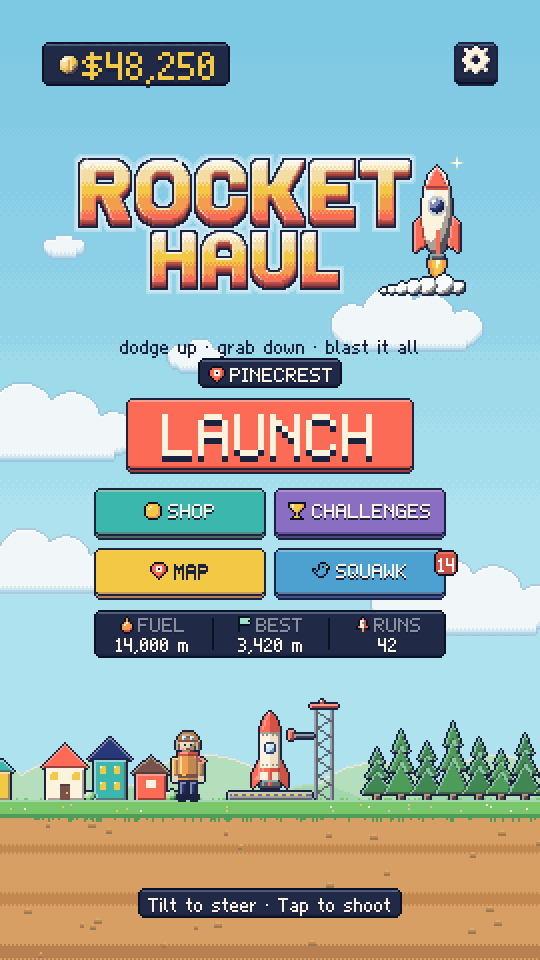 $48,250
ROCKET
HAUL
dodge up · grab down · blast it all
PINECREST
LAUNCH
SHOP
CHALLENGES
MAP
SQUAWK
14
FUEL
14,000 m
BEST
3,420 m
RUNS
42
Tilt to steer · Tap to shoot